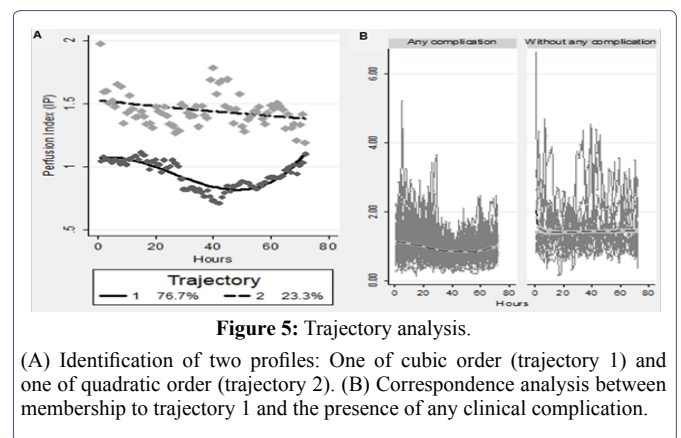 A
Perfusion Index (IP)
2
1.5
1
.5
0 20 40 60 80
Hours
Trajectory
1 76.7% 2 23.3%
B
Any complication Without any complication
6.00
4.00
2.00
0.00
0 20 40 60 80 0 20 40 60 80
Hours
Figure 5: Trajectory analysis.
(A) Identification of two profiles: One of cubic order (trajectory 1) and
one of quadratic order (trajectory 2). (B) Correspondence analysis between
membership to trajectory 1 and the presence of any clinical complication.